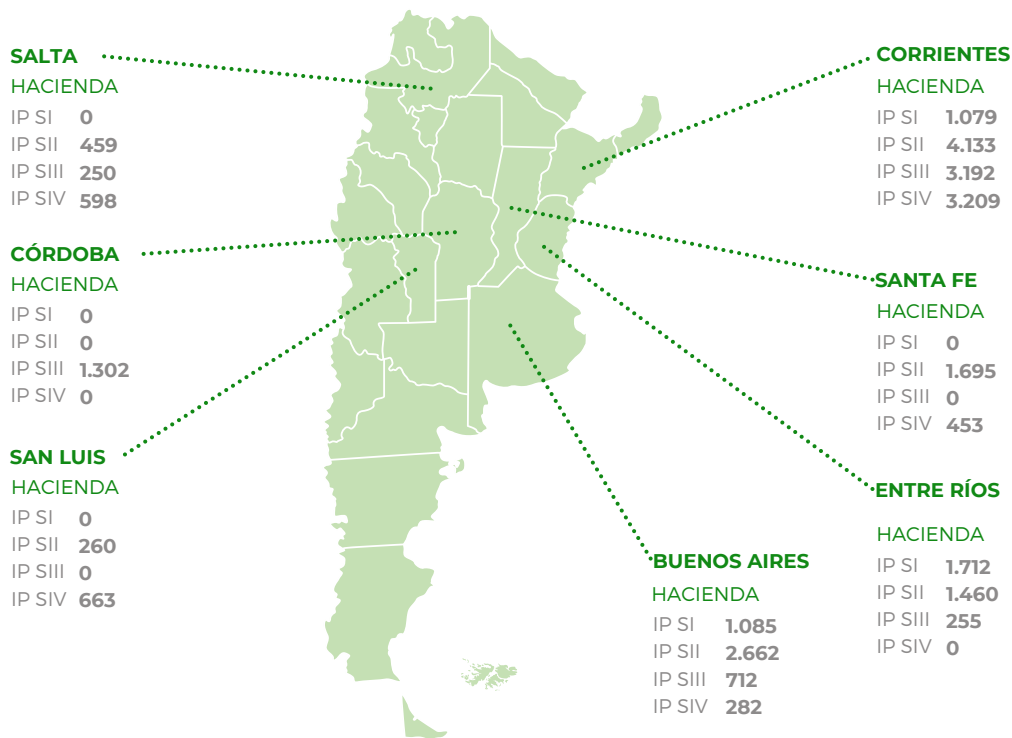 SALTA
HACIENDA
IP SI 0
IP SII 459
IP SIII 250
IP SIV 598
CÓRDOBA
HACIENDA
IP SI 0
IP SII 0
IP SIII 1.302
IP SIV 0
SAN LUIS
HACIENDA
IP SI 0
IP SII 260
IP SIII 0
IP SIV 663
CORRIENTES
HACIENDA
IP SI 1.079
IP SII 4.133
IP SIII 3.192
IP SIV 3.209
SANTA FE
HACIENDA
IP SI 0
IP SII 1.695
IP SIII 0
IP SIV 453
ENTRE RÍOS
HACIENDA
IP SI 1.712
IP SII 1.460
IP SIII 255
IP SIV 0
BUENOS AIRES
HACIENDA
IP SI 1.085
IP SII 2.662
IP SIII 712
IP SIV 282